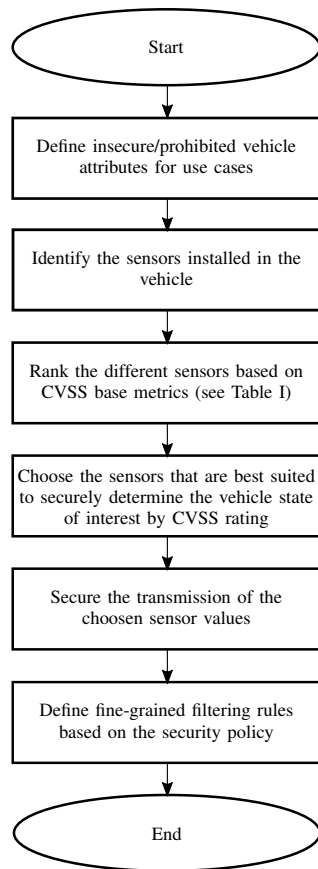 Start
Define insecure/prohibited vehicle
attributes for use cases
Identify the sensors installed in the
vehicle
Rank the different sensors based on
CVSS base metrics (see Table I)
Choose the sensors that are best suited
to securely determine the vehicle state
of interest by CVSS rating
Secure the transmission of the
choosen sensor values
Define fine-grained filtering rules
based on the security policy
End